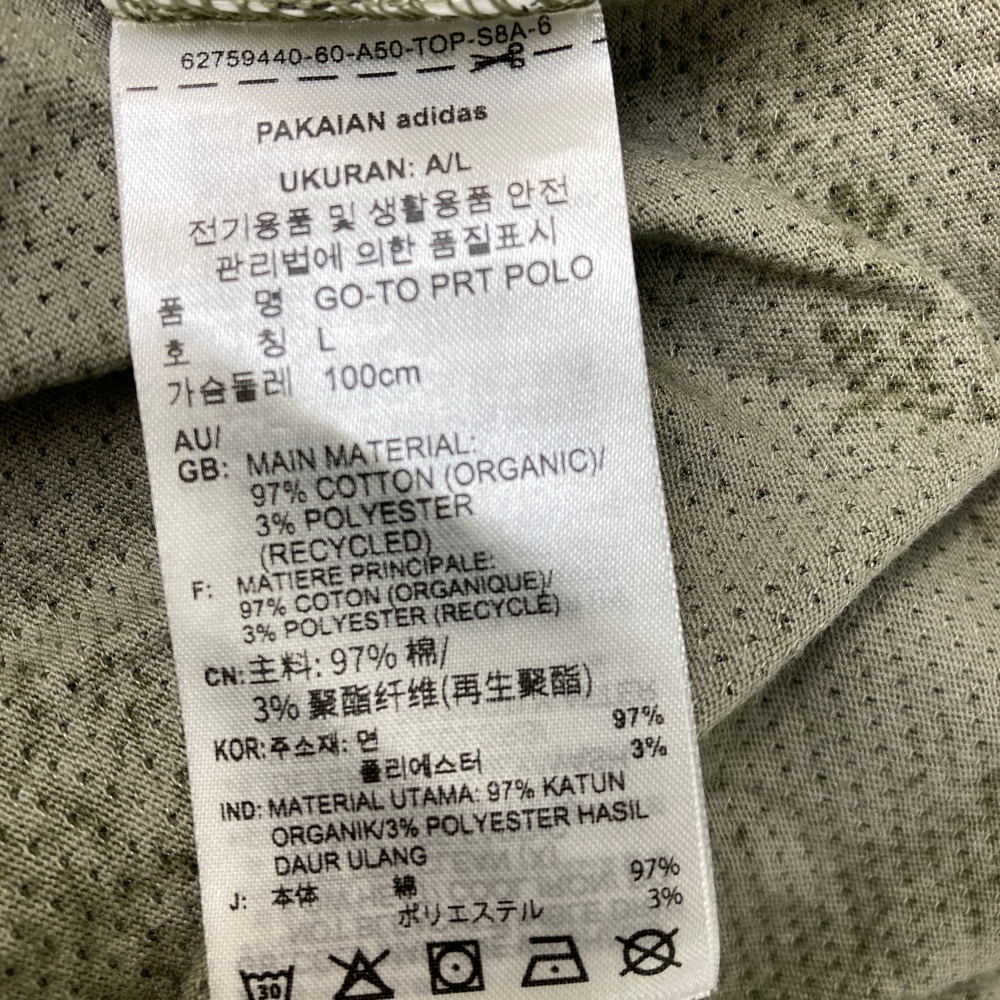 62759440-60-A50-TOP-S8A-6
PAKAIAN adidas
UKURAN: A/L
전기용품 및 생활용품 안전
관리법에 의한 품질표시
품 명 GO-TO PRT POLO
호 칭 L
가슴둘레 100cm
AU/
GB: MAIN MATERIAL:
97% COTTON (ORGANIC)/
3% POLYESTER
(RECYCLED)
F: MATIERE PRINCIPALE:
97% COTON (ORGANIQUE)/
3% POLYESTER (RECYCLÉ)
CN: 主料: 97% 棉/
3% 聚酯纤维(再生聚酯)
KOR: 주소재: 면 97%
폴리에스터 3%
IND: MATERIAL UTAMA: 97% KATUN
ORGANIK/3% POLYESTER HASIL
DAUR ULANG
J: 本体 綿 97%
ポリエステル 3%
30